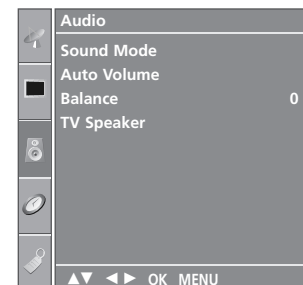 Audio
Sound Mode
Auto Volume
Balance 0
TV Speaker
▲▼ ◄► OK MENU